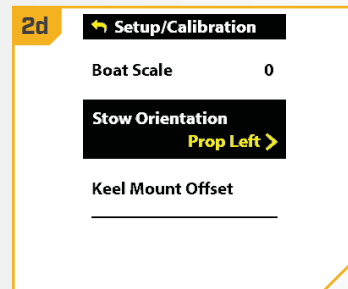 2d
Setup/Calibration
Boat Scale 0
Stow Orientation
Prop Left >
Keel Mount Offset